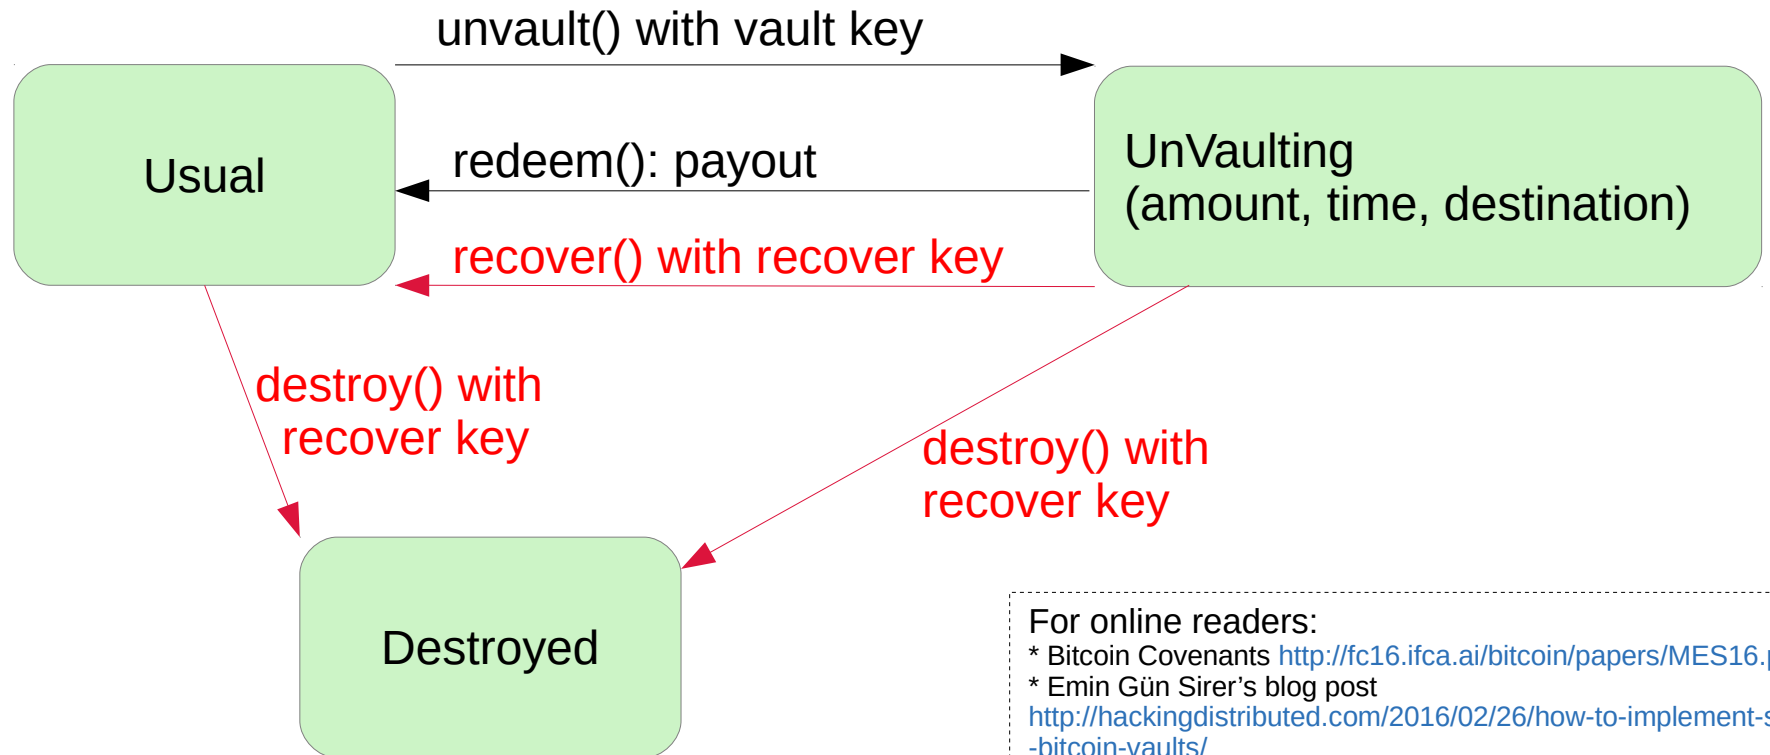 unvault() with vault key
Usual
redeem(): payout
UnVaulting
(amount, time, destination)
recover() with recover key
destroy() with
recover key
destroy() with
recover key
Destroyed
For online readers:
* Bitcoin Covenants http://fc16.ifca.ai/bitcoin/papers/MES16.p
* Emin Gün Sirer’s blog post
http://hackingdistributed.com/2016/02/26/how-to-implement-s
-bitcoin-vaults/